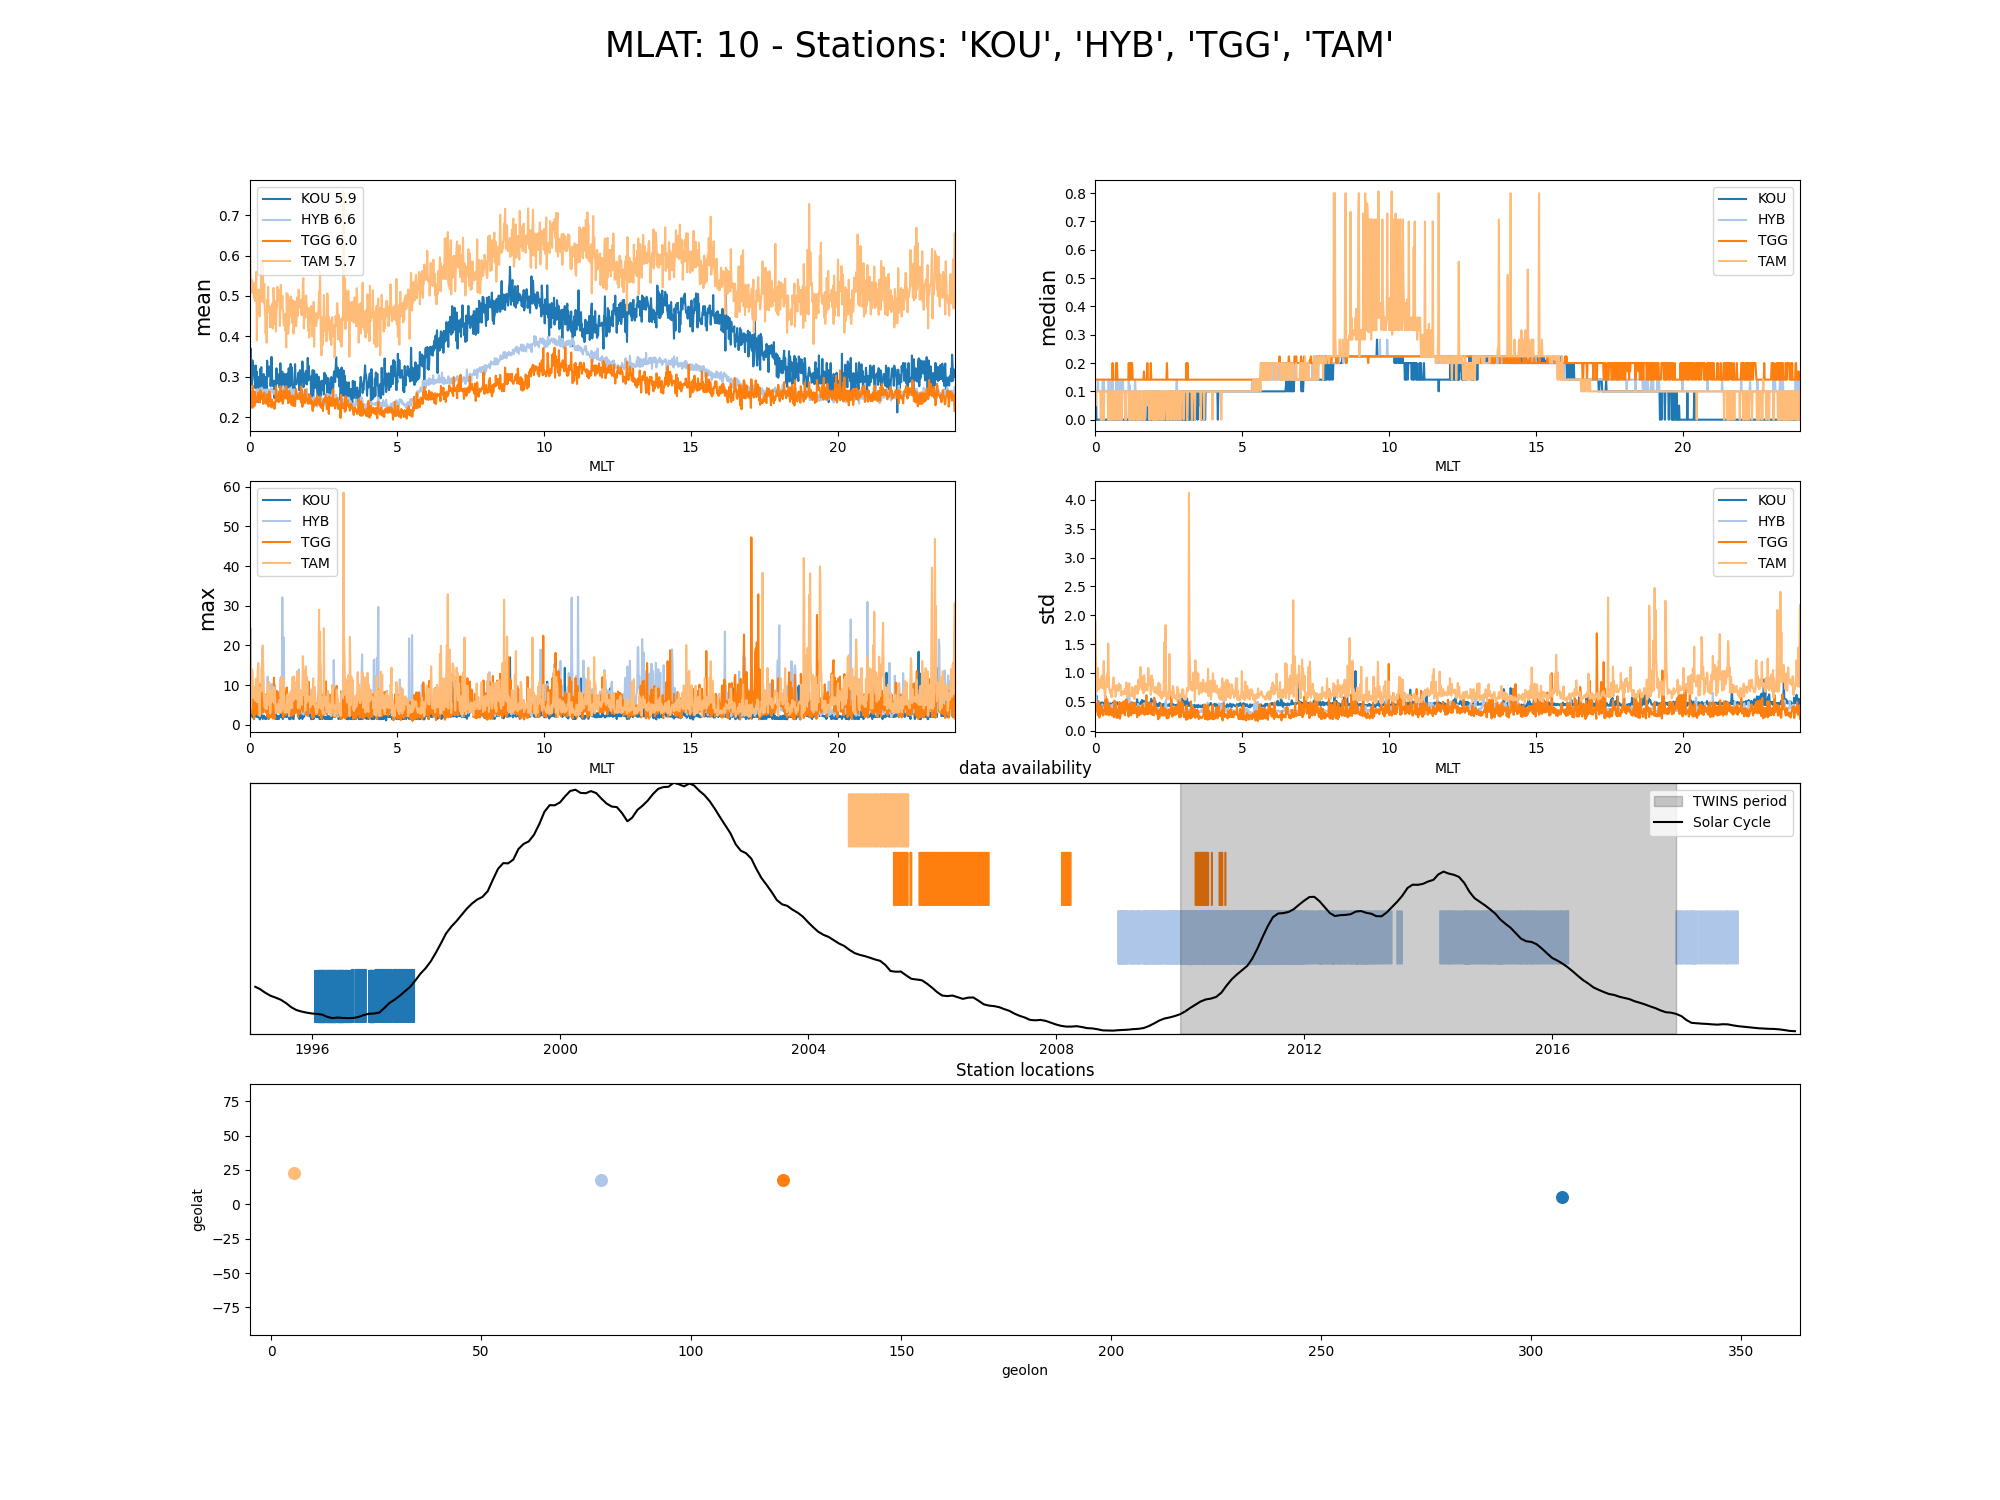 MLAT: 10 - Stations: 'KOU', 'HYB', 'TGG', 'TAM'
mean
0.7
0.6
0.5
0.4
0.3
0.2
KOU 5.9
HYB 6.6
TGG 6.0
TAM 5.7
0 5 10 15 20
MLT
median
0.8
0.7
0.6
0.5
0.4
0.3
0.2
0.1
0.0
KOU
HYB
TGG
TAM
0 5 10 15 20
MLT
max
60
50
40
30
20
10
0
KOU
HYB
TGG
TAM
0 5 10 15 20
MLT
std
4.0
3.5
3.0
2.5
2.0
1.5
1.0
0.5
0.0
KOU
HYB
TGG
TAM
0 5 10 15 20
MLT
data availability
TWINS period
Solar Cycle
1996 2000 2004 2008 2012 2016
Station locations
geolat
75
50
25
0
−25
−50
−75
0 50 100 150 200 250 300 350
geolon